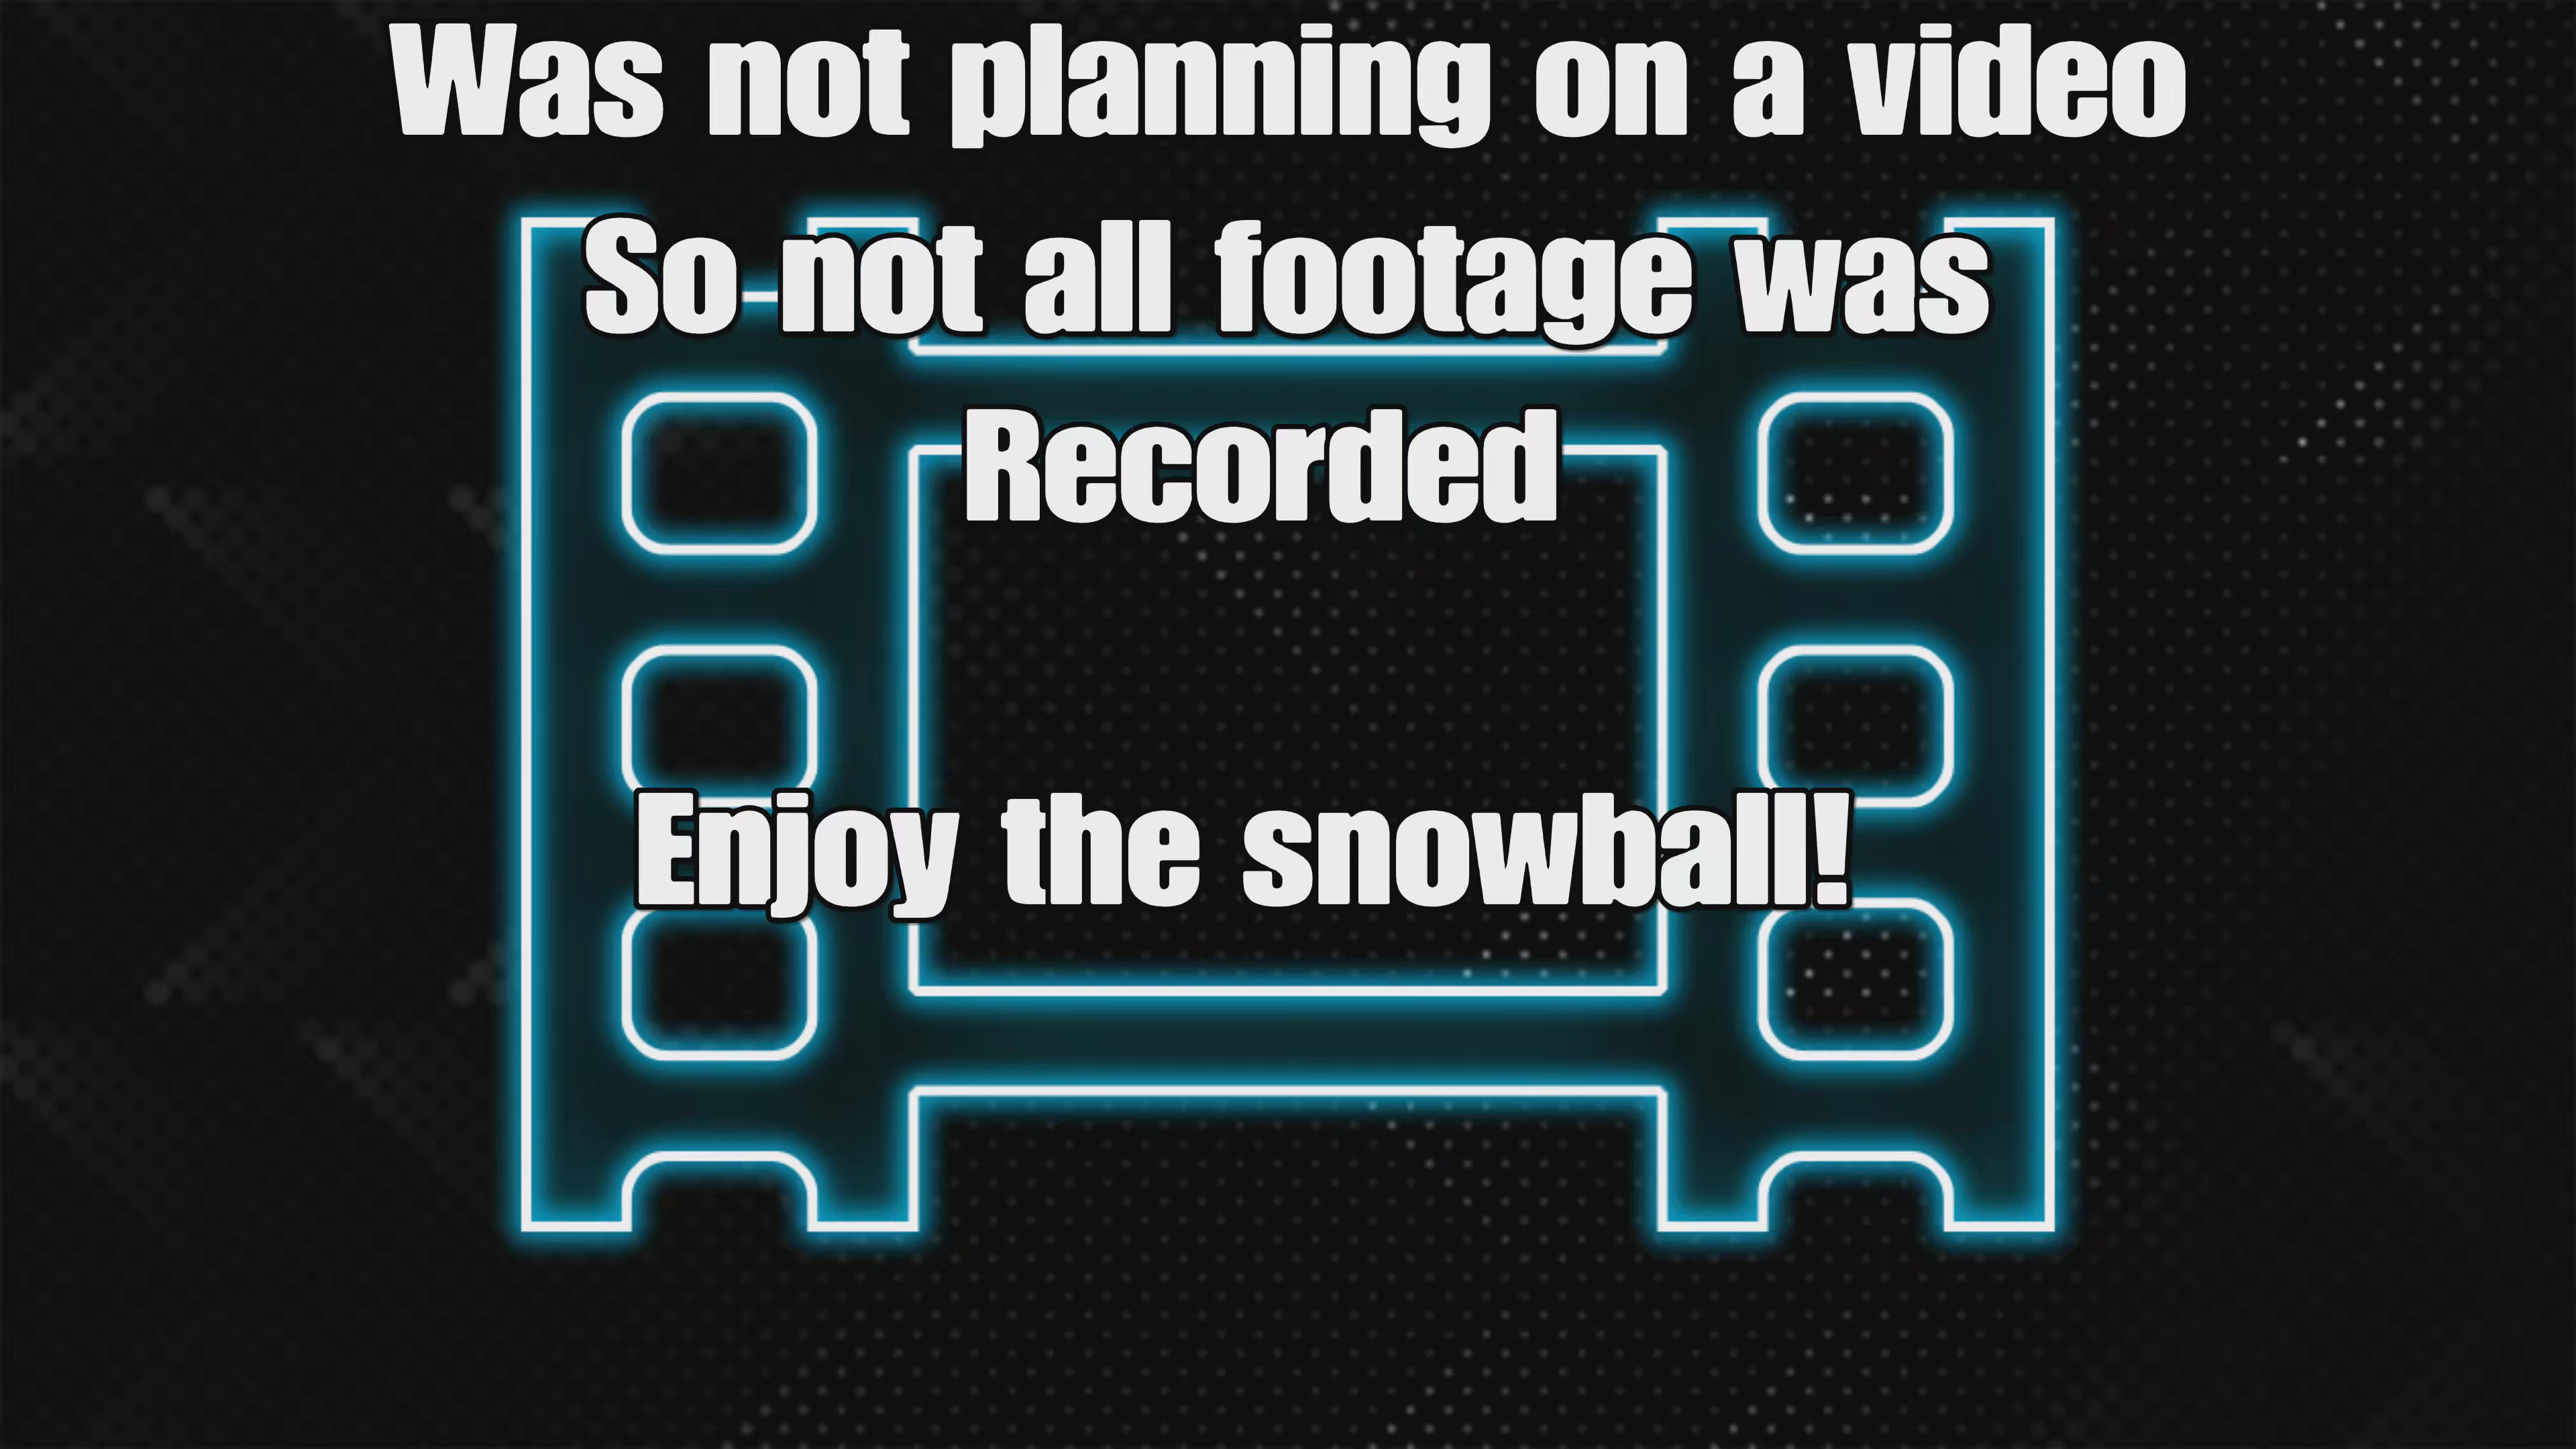 Was not planning on a video
So not all footage was
Recorded
Enjoy the snowball!